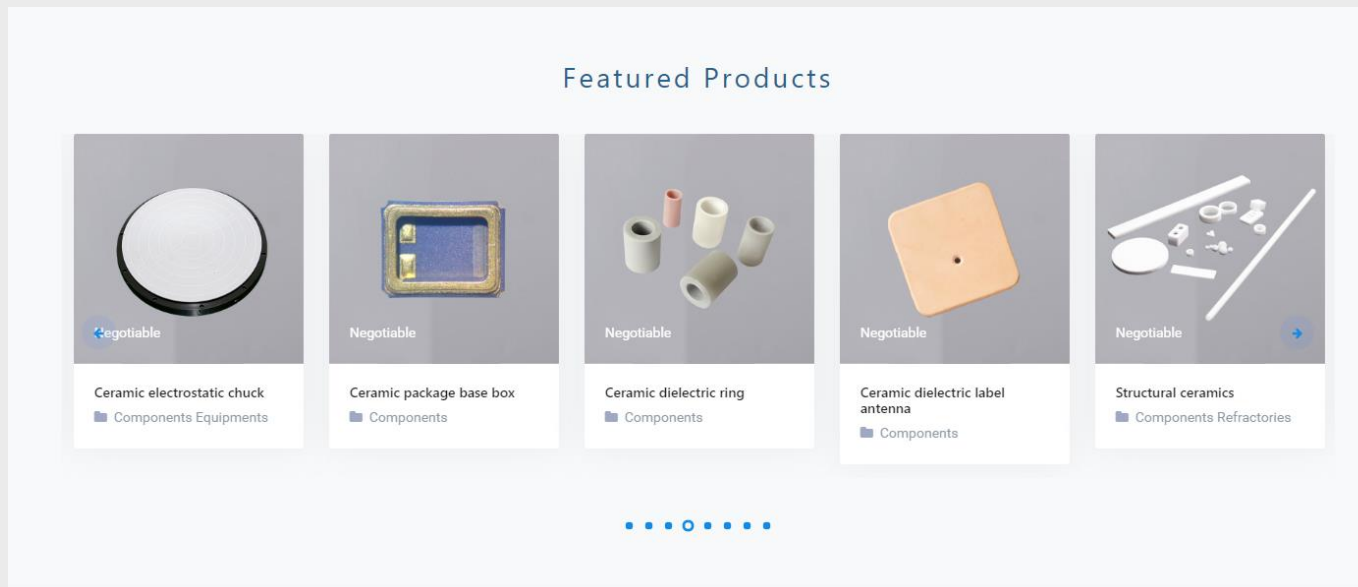 Featured Products
Negotiable
Negotiable
Negotiable
Negotiable
Negotiable
Ceramic electrostatic chuck
Components Equipments
Ceramic package base box
Components
Ceramic dielectric ring
Components
Ceramic dielectric label
antenna
Components
Structural ceramics
Components Refractories